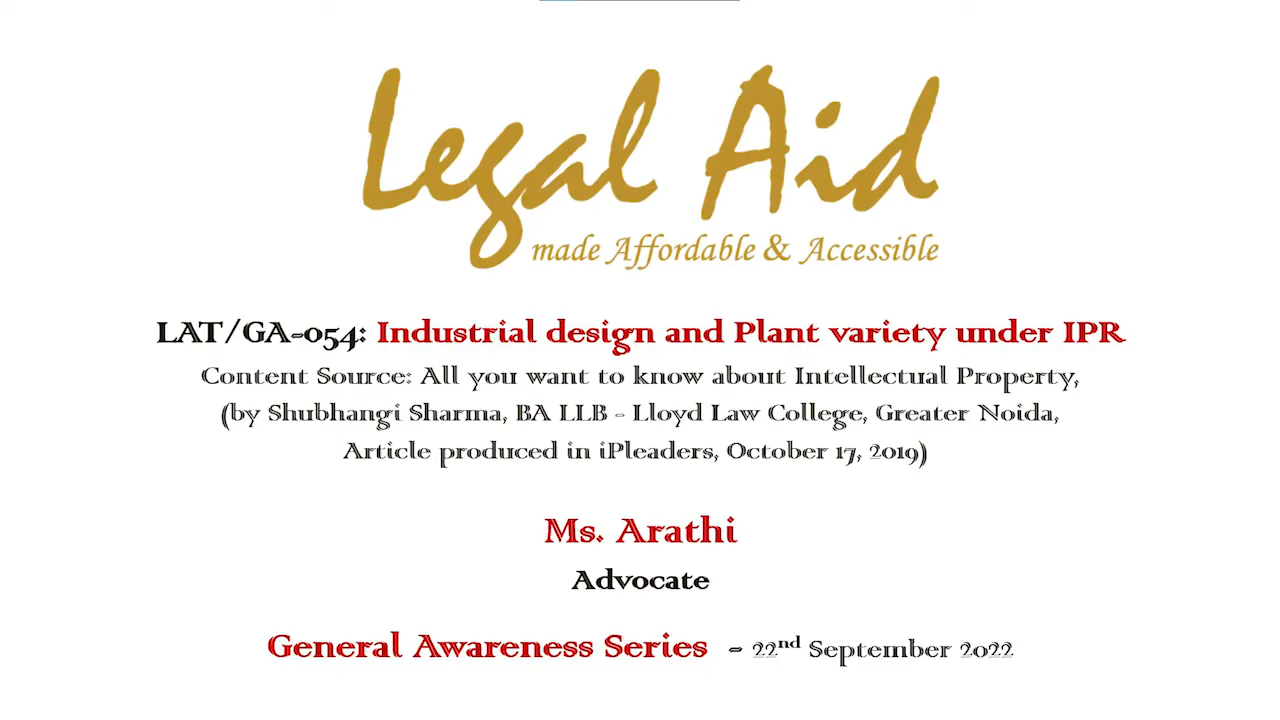 Legal Aid
made Affordable & Accessible
LAT/GA-054: Industrial design and Plant variety under IPR
Content Source: All you want to know about Intellectual Property,
(by Shubhangi Sharma, BA LLB - Lloyd Law College, Greater Noida,
Article produced in iPleaders, October 17, 2019)
Ms. Arathi
Advocate
General Awareness Series - 22nd September 2022